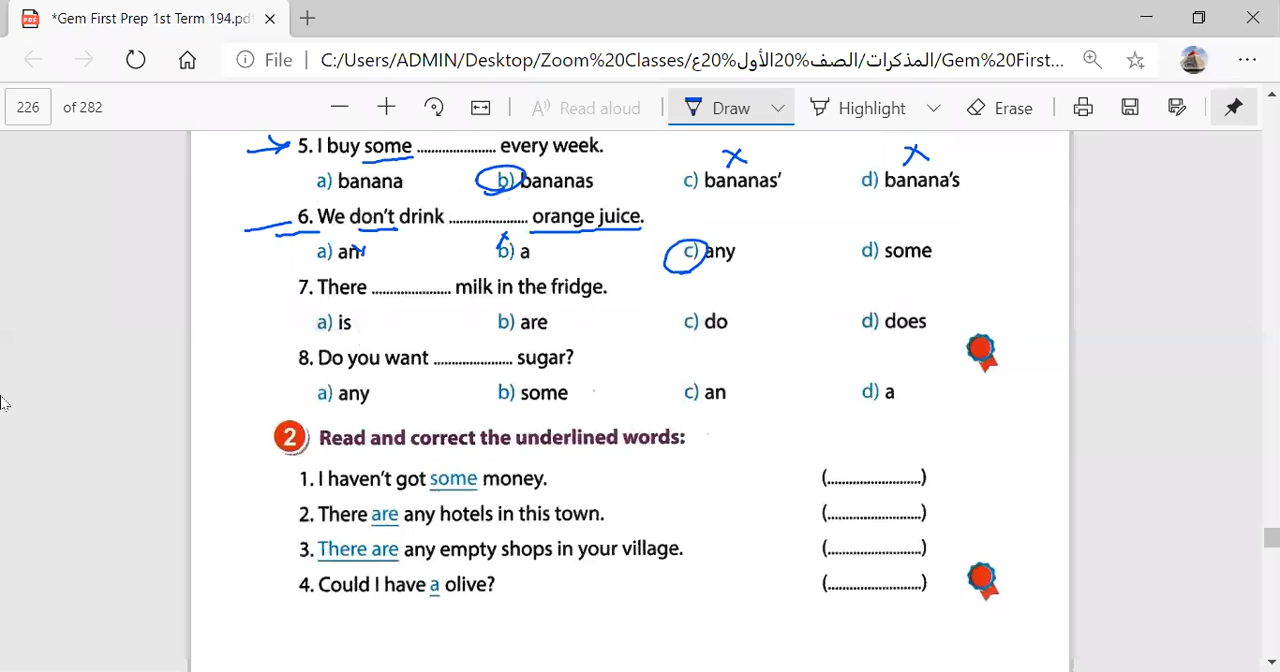 *Gem First Prep 1st Term 194.pdf
File C:/Users/ADMIN/Desktop/Zoom%20Classes/المذكرات/الصف%20الأول%20ع/Gem%20First...
226 of 282 Read aloud Draw Highlight Erase
5. I buy some ..................... every week.
a) banana b) bananas c) bananas' d) banana's
6. We don't drink ..................... orange juice.
a) an b) a c) any d) some
7. There ..................... milk in the fridge.
a) is b) are c) do d) does
8. Do you want ..................... sugar?
a) any b) some c) an d) a
2 Read and correct the underlined words:
1. I haven't got some money. (.........................)
2. There are any hotels in this town. (.........................)
3. There are any empty shops in your village. (.........................)
4. Could I have a olive? (.........................)